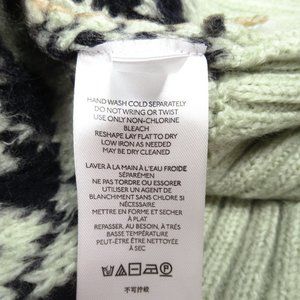 HAND WASH COLD SEPARATELY
DO NOT WRING OR TWIST
USE ONLY NON-CHLORINE
BLEACH
RESHAPE LAY FLAT TO DRY
LOW IRON AS NEEDED
MAY BE DRY CLEANED
LAVER À LA MAIN À L'EAU FROIDE
SÉPARÉMEN
NE PAS TORDRE OU ESSORER
UTILISER UN AGENT DE
BLANCHIMENT SANS CHLORE SI
NÉCESSAIRE
METTRE EN FORME ET SECHER
À PLAT
REPASSER, AU BESOIN, À TRÈS
BASSE TEMPÉRATURE
PEUT-ÊTRE ÊTRE NETTOYÉE
À SEC
不可拧绞